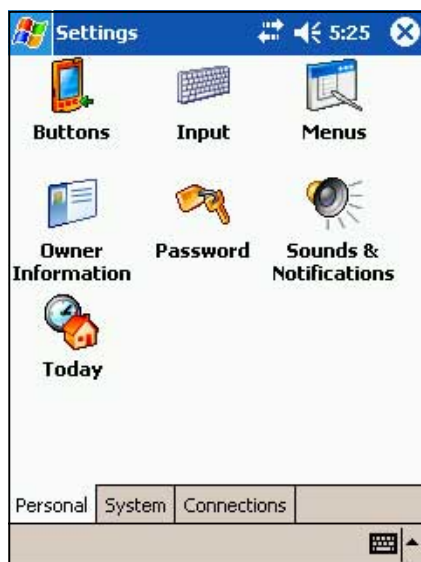 Settings 5:25
Buttons Input Menus
Owner Information Password Sounds & Notifications
Today
Personal System Connections